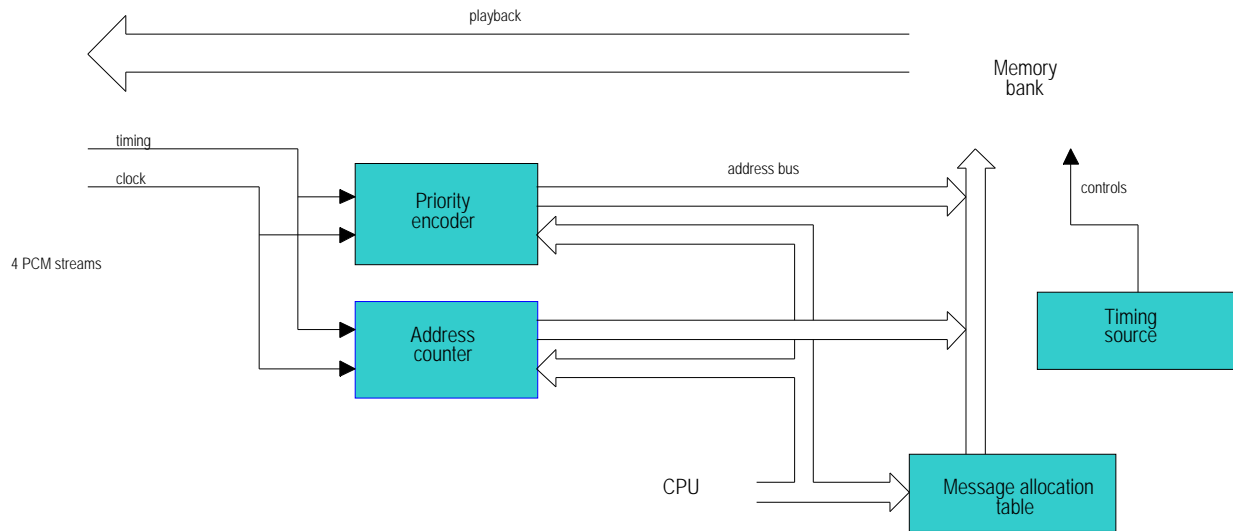 playback
Memory
bank
timing
clock
Priority
encoder
address bus
controls
4 PCM streams
Address
counter
Timing
source
CPU
Message allocation
table